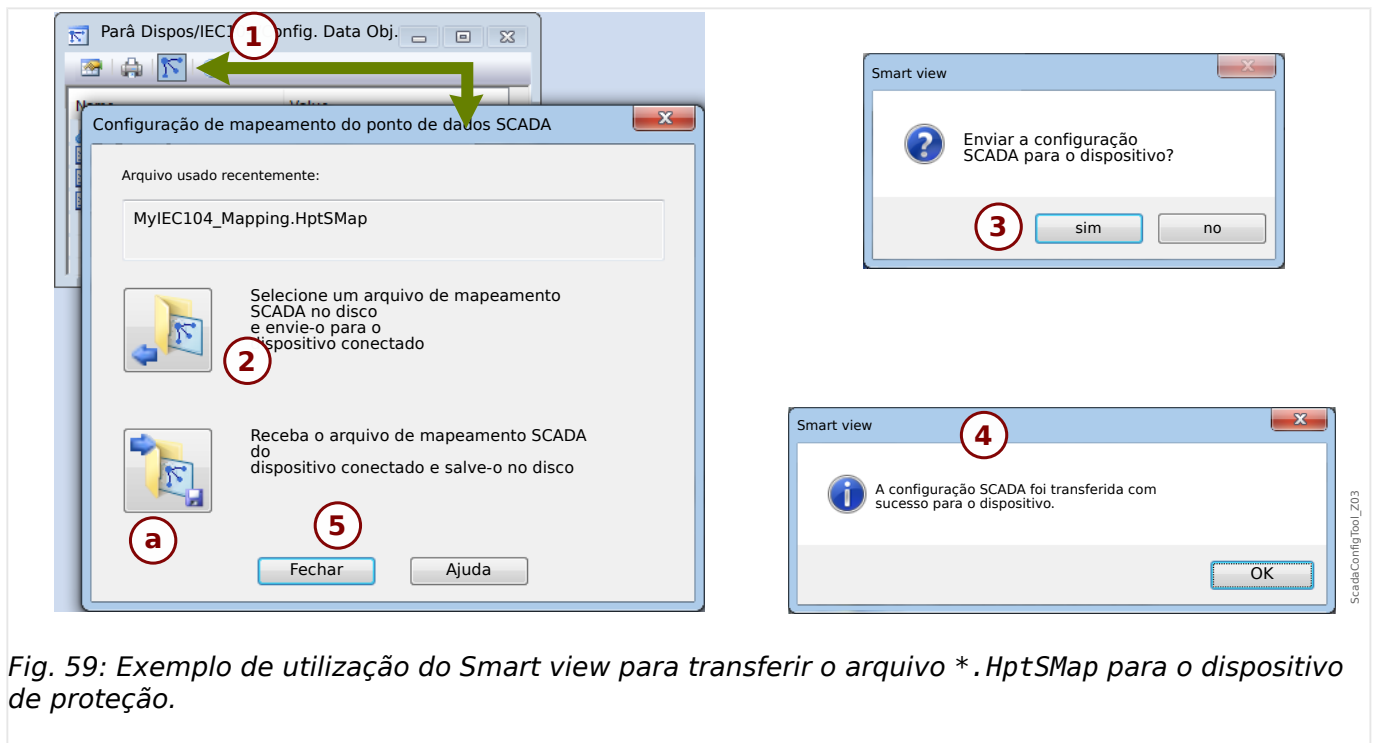 Parâ Dispos/IEC1 onfig. Data Obj.
1
Name Value
Configuração de mapeamento do ponto de dados SCADA
Arquivo usado recentemente:
MyIEC104_Mapping.HptSMap
Selecione um arquivo de mapeamento
SCADA no disco
e envie-o para o
dispositivo conectado
2
Receba o arquivo de mapeamento SCADA
do
dispositivo conectado e salve-o no disco
a
5
Fechar Ajuda
Smart view
Enviar a configuração
SCADA para o dispositivo?
3
sim no
Smart view
4
A configuração SCADA foi transferida com
sucesso para o dispositivo.
OK
ScadaConfigTool_Z03
Fig. 59: Exemplo de utilização do Smart view para transferir o arquivo *.HptSMap para o dispositivo
de proteção.